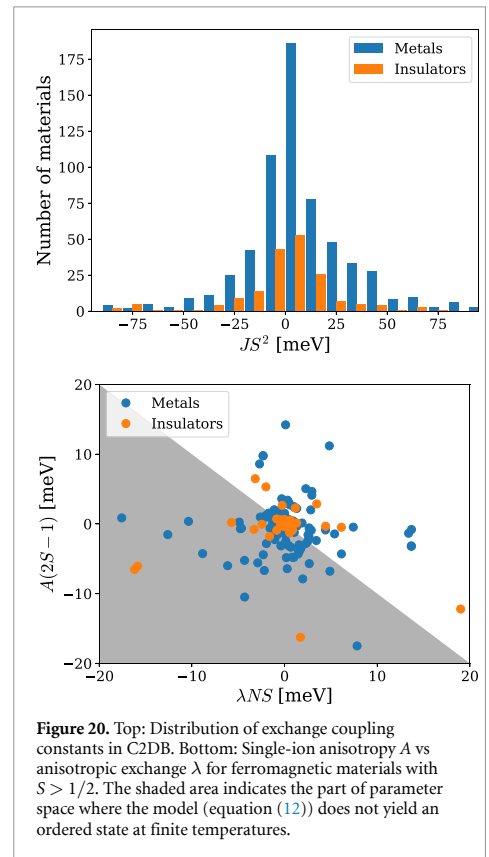 Number of materials
175
150
125
100
75
50
25
0
Metals
Insulators
−75 −50 −25 0 25 50 75
JS² [meV]
A(2S − 1) [meV]
20
10
0
−10
−20
Metals
Insulators
−20 −10 0 10 20
λNS [meV]
Figure 20. Top: Distribution of exchange coupling
constants in C2DB. Bottom: Single-ion anisotropy A vs
anisotropic exchange λ for ferromagnetic materials with
S > 1/2. The shaded area indicates the part of parameter
space where the model (equation (12)) does not yield an
ordered state at finite temperatures.